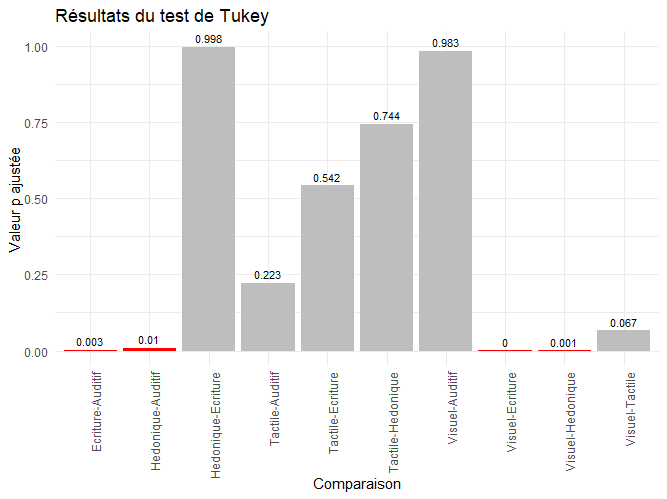 Résultats du test de Tukey
Valeur p ajustée
1.00
0.75
0.50
0.25
0.00
0.003
0.01
0.998
0.223
0.542
0.744
0.983
0
0.001
0.067
Ecriture-Auditif
Hedonique-Auditif
Hedonique-Ecriture
Tactile-Auditif
Tactile-Ecriture
Tactile-Hedonique
Visuel-Auditif
Visuel-Ecriture
Visuel-Hedonique
Visuel-Tactile
Comparaison